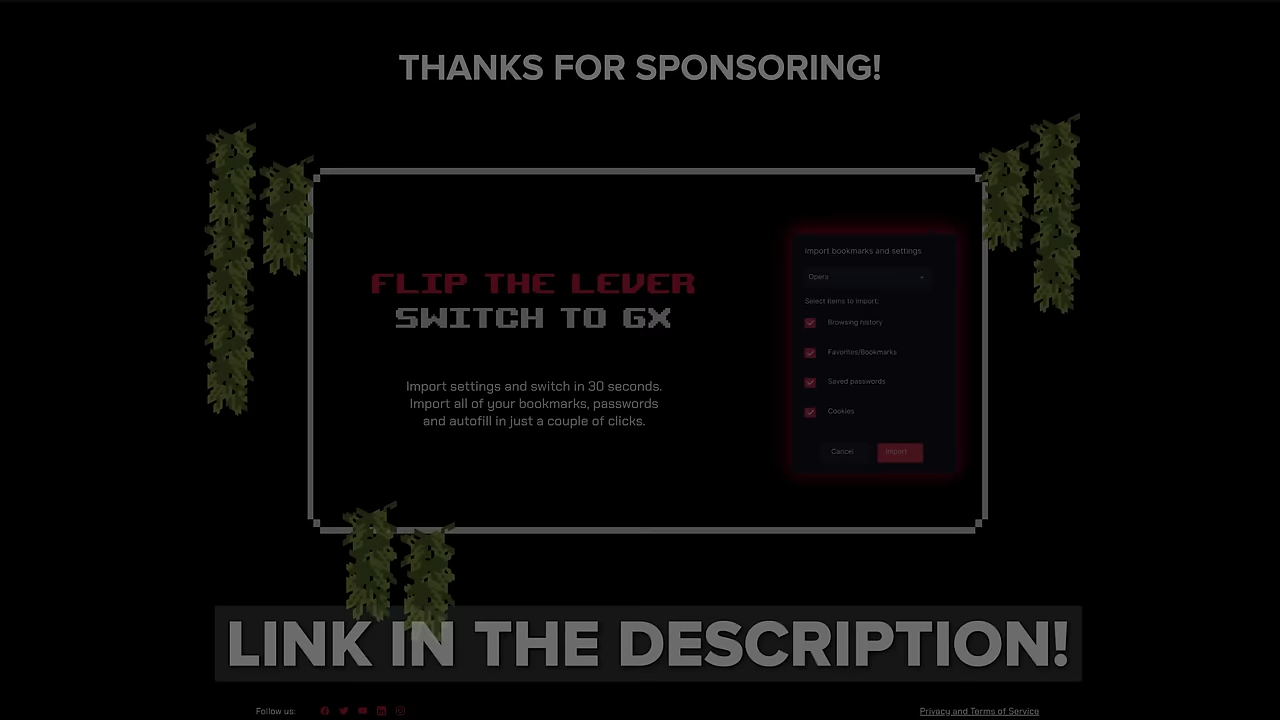 THANKS FOR SPONSORING!
FLIP THE LEVER
SWITCH TO GX
Import settings and switch in 30 seconds.
Import all of your bookmarks, passwords
and autofill in just a couple of clicks.
Import bookmarks and settings
Opera
Select items to import:
Browsing history
Favorites/Bookmarks
Saved passwords
Cookies
Cancel
Import
LINK IN THE DESCRIPTION!
Follow us:
Privacy and Terms of Service